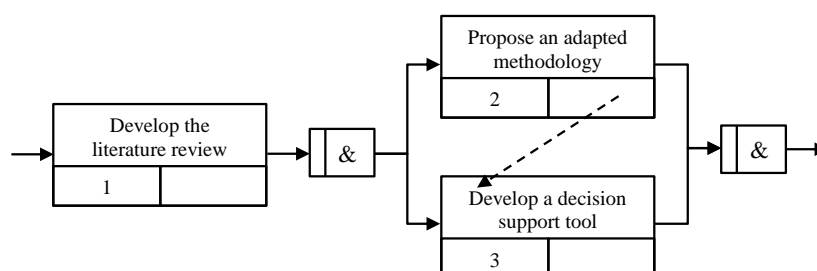 Propose an adapted
methodology
2
Develop the
literature review
1
&
&
Develop a decision
support tool
3